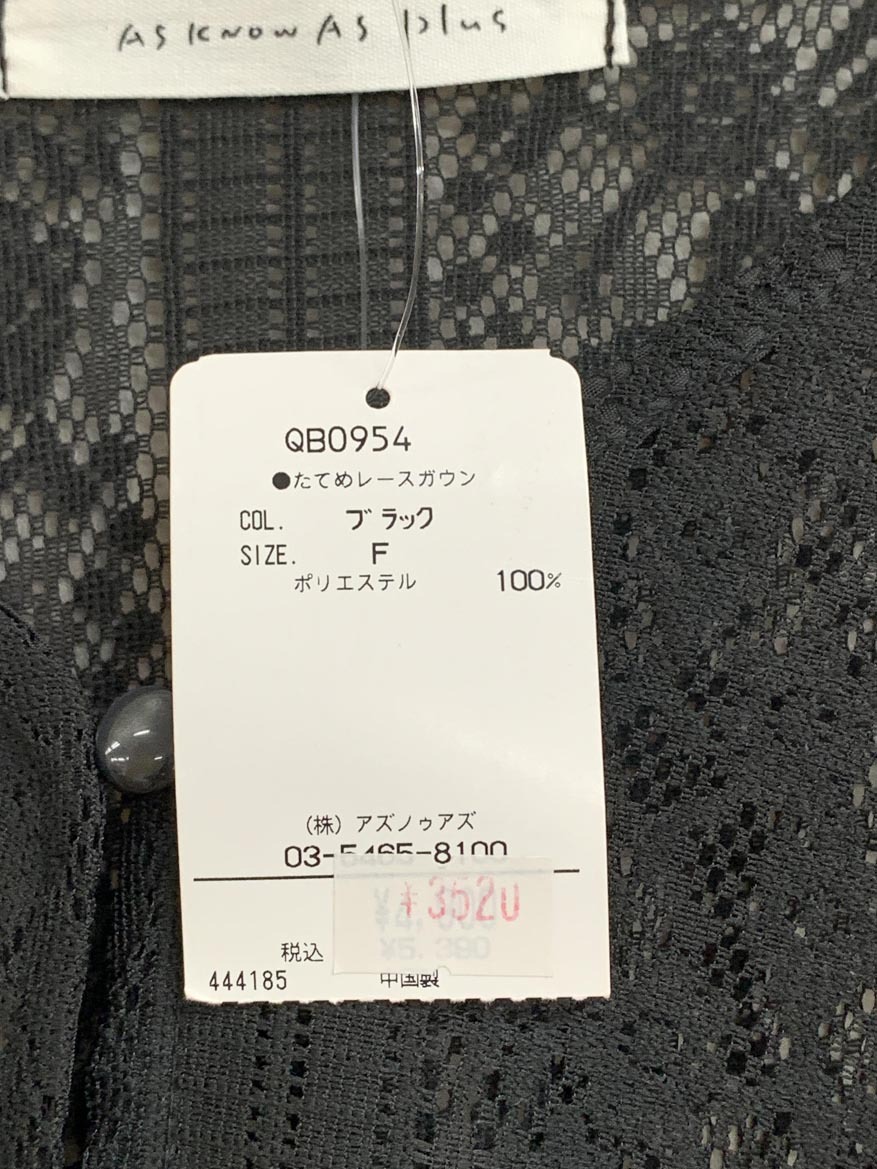 AS KNOW AS plus
QB0954
●たてめレースガウン
COL. ブラック
SIZE. F
ポリエステル 100%
(株) アズノゥアズ
03-5465-8100
¥3520
税込 ¥5.390
444185 中国製